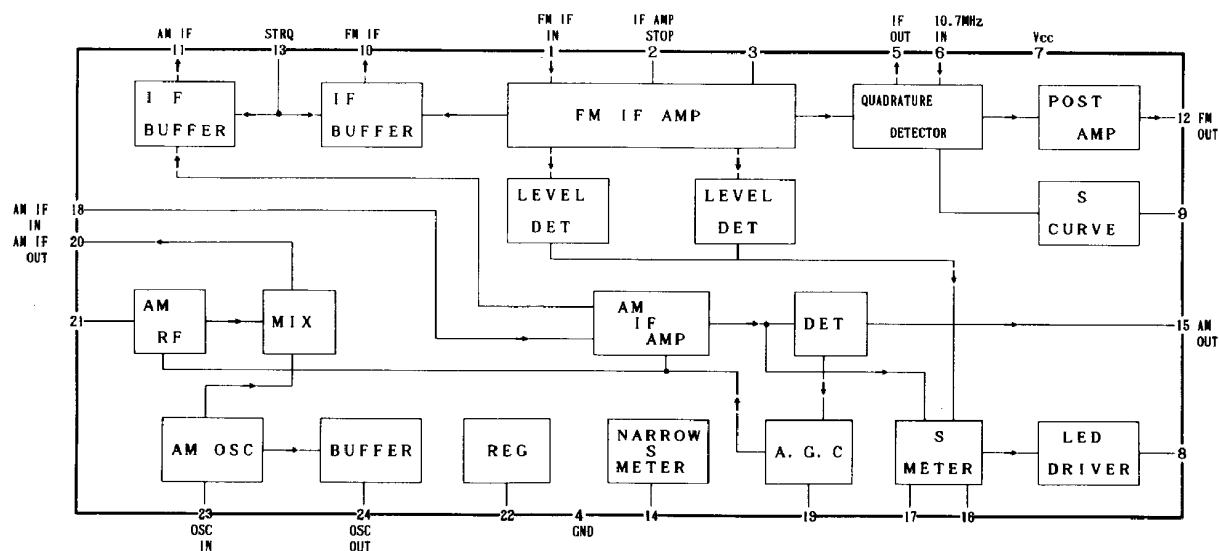 AM IF
11
STRQ
13
FM IF
10
FM IF
IN
1
IF AMP
STOP
2
3
IF
OUT
5
10.7MHz
IN
6
Vcc
7
IF
BUFFER
IF
BUFFER
FM IF AMP
QUADRATURE
DETECTOR
POST
AMP
12 FM
OUT
LEVEL
DET
LEVEL
DET
S
CURVE
9
AM IF 18
IN
AM IF 20
OUT
21
AM
RF
MIX
AM
IF
AMP
DET
15 AM
OUT
AM OSC
BUFFER
REG
NARROW
S
METER
A.G.C
S
METER
LED
DRIVER
8
23
OSC
IN
24
OSC
OUT
22
4
GND
14
19
17
16